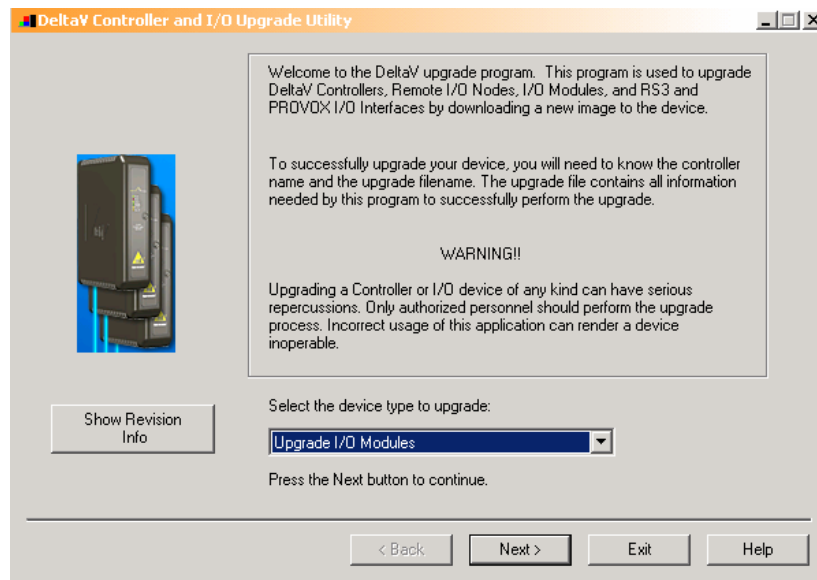 DeltaV Controller and I/O Upgrade Utility
Welcome to the DeltaV upgrade program. This program is used to upgrade
DeltaV Controllers, Remote I/O Nodes, I/O Modules, and RS3 and
PROVOX I/O Interfaces by downloading a new image to the device.
To successfully upgrade your device, you will need to know the controller
name and the upgrade filename. The upgrade file contains all information
needed by this program to successfully perform the upgrade.
WARNING!!
Upgrading a Controller or I/O device of any kind can have serious
repercussions. Only authorized personnel should perform the upgrade
process. Incorrect usage of this application can render a device
inoperable.
Show Revision
Info
Select the device type to upgrade:
Upgrade I/O Modules
Press the Next button to continue.
< Back
Next >
Exit
Help